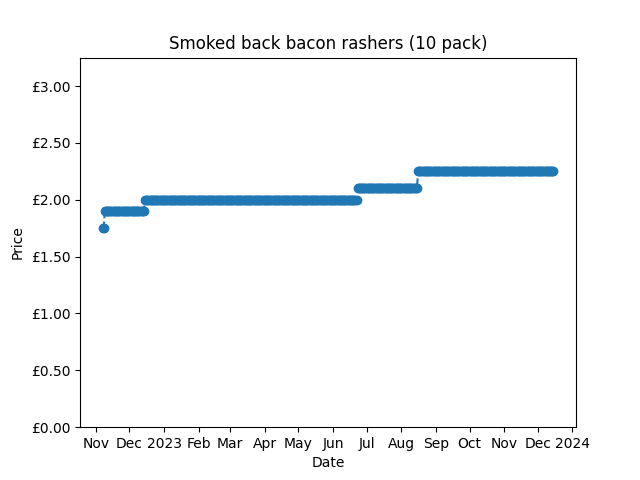 Smoked back bacon rashers (10 pack)
£3.00
£2.50
£2.00
£1.50
£1.00
£0.50
£0.00
Price
Nov Dec 2023 Feb Mar Apr May Jun Jul Aug Sep Oct Nov Dec 2024
Date